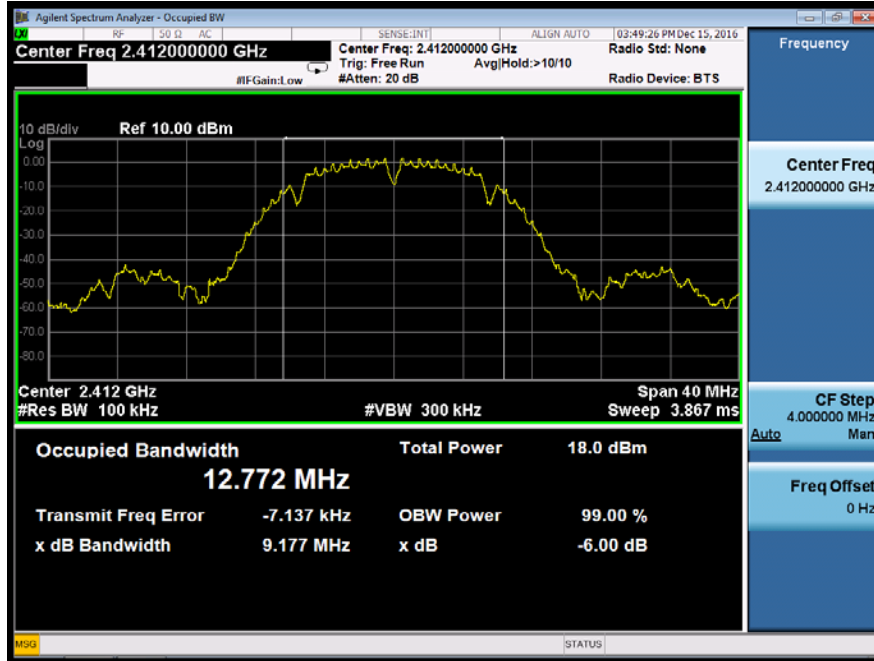 Agilent Spectrum Analyzer - Occupied BW
RF 50 Ω AC SENSE:INT ALIGN AUTO 03:49:26 PM Dec 15, 2016
Center Freq 2.412000000 GHz
Center Freq: 2.412000000 GHz
Radio Std: None
Trig: Free Run Avg|Hold:>10/10
#IFGain:Low
#Atten: 20 dB
Radio Device: BTS
Frequency
10 dB/div Ref 10.00 dBm
Log
0.00
-10.0
-20.0
-30.0
-40.0
-50.0
-60.0
-70.0
-80.0
Center 2.412 GHz
Span 40 MHz
#Res BW 100 kHz
#VBW 300 kHz
Sweep 3.867 ms
Occupied Bandwidth
Total Power 18.0 dBm
12.772 MHz
Transmit Freq Error -7.137 kHz
OBW Power 99.00 %
x dB Bandwidth 9.177 MHz
x dB -6.00 dB
Center Freq
2.412000000 GHz
CF Step
4.000000 MHz
Auto Man
Freq Offset
0 Hz
MSG
STATUS